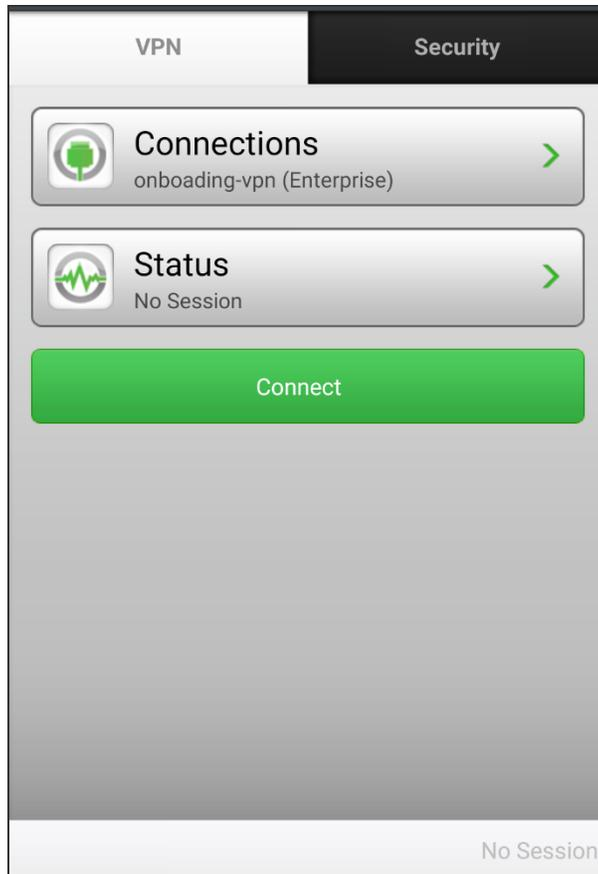 VPN
Security
Connections
onboading-vpn (Enterprise)
Status
No Session
Connect
No Session